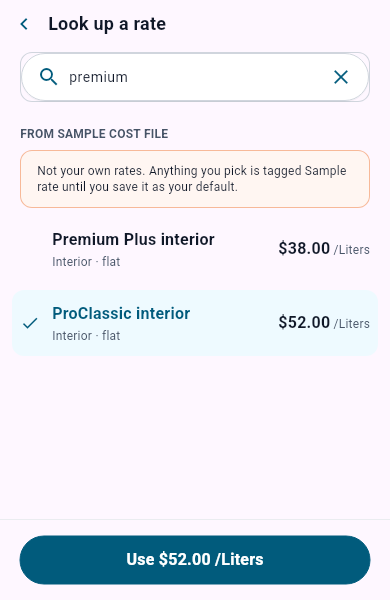 Look up a rate
premium
FROM SAMPLE COST FILE
Not your own rates. Anything you pick is tagged Sample
rate until you save it as your default.
Premium Plus interior
$38.00 /Liters
Interior · flat
ProClassic interior
$52.00 /Liters
Interior · flat
Use $52.00 /Liters